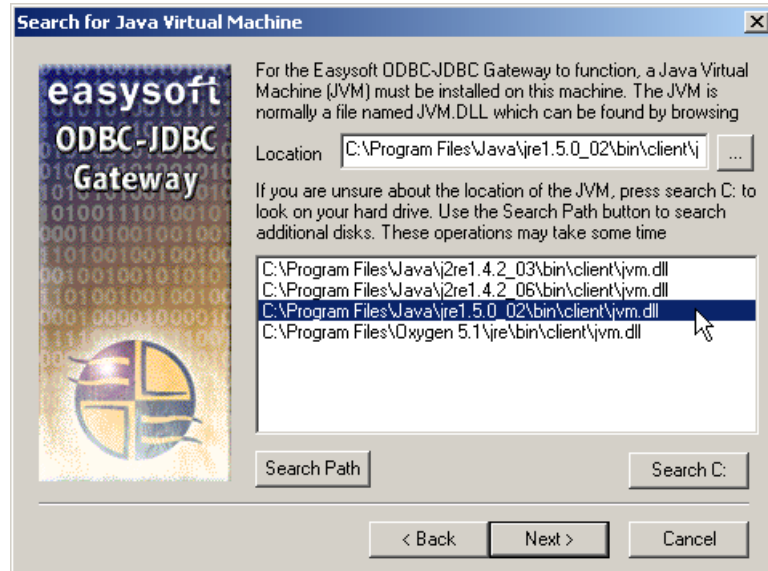 Search for Java Virtual Machine
easysoft
ODBC-JDBC
Gateway
For the Easysoft ODBC-JDBC Gateway to function, a Java Virtual
Machine (JVM) must be installed on this machine. The JVM is
normally a file named JVM.DLL which can be found by browsing
Location C:\Program Files\Java\jre1.5.0_02\bin\client\j ...
If you are unsure about the location of the JVM, press search C: to
look on your hard drive. Use the Search Path button to search
additional disks. These operations may take some time
C:\Program Files\Java\j2re1.4.2_03\bin\client\jvm.dll
C:\Program Files\Java\j2re1.4.2_06\bin\client\jvm.dll
C:\Program Files\Java\jre1.5.0_02\bin\client\jvm.dll
C:\Program Files\Oxygen 5.1\jre\bin\client\jvm.dll
Search Path Search C:
< Back Next > Cancel